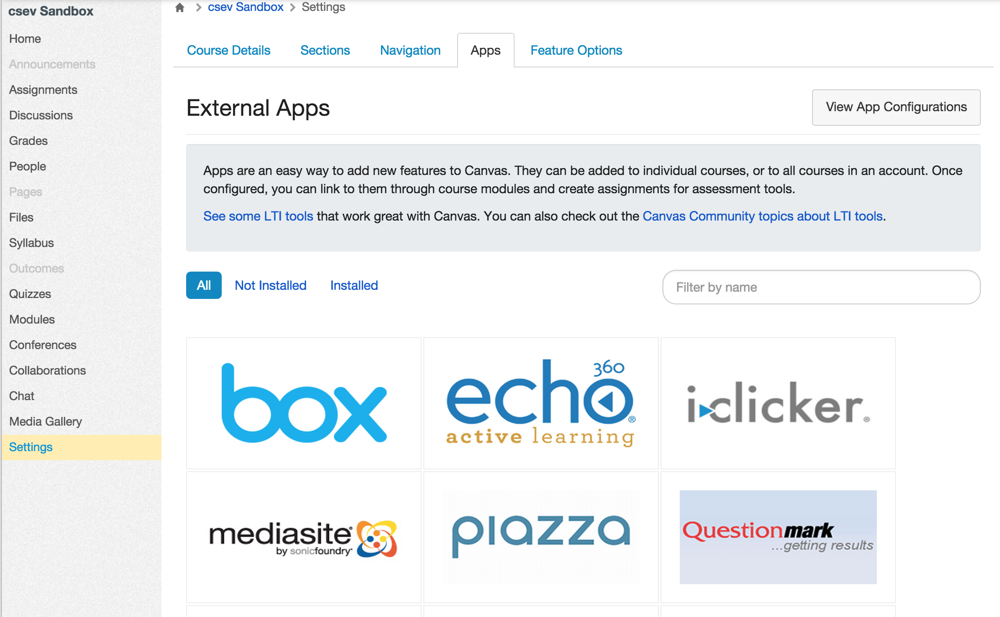 csev Sandbox
Home
Announcements
Assignments
Discussions
Grades
People
Pages
Files
Syllabus
Outcomes
Quizzes
Modules
Conferences
Collaborations
Chat
Media Gallery
Settings
csev Sandbox Settings
Course Details Sections Navigation Apps Feature Options
External Apps
View App Configurations
Apps are an easy way to add new features to Canvas. They can be added to individual courses, or to all courses in an account. Once
configured, you can link to them through course modules and create assignments for assessment tools.
See some LTI tools that work great with Canvas. You can also check out the Canvas Community topics about LTI tools.
All Not Installed Installed
Filter by name
box
echo 360 ®
active learning
i>clicker®
mediasite®
by sonicfoundry®
piazza
Questionmark
...getting results